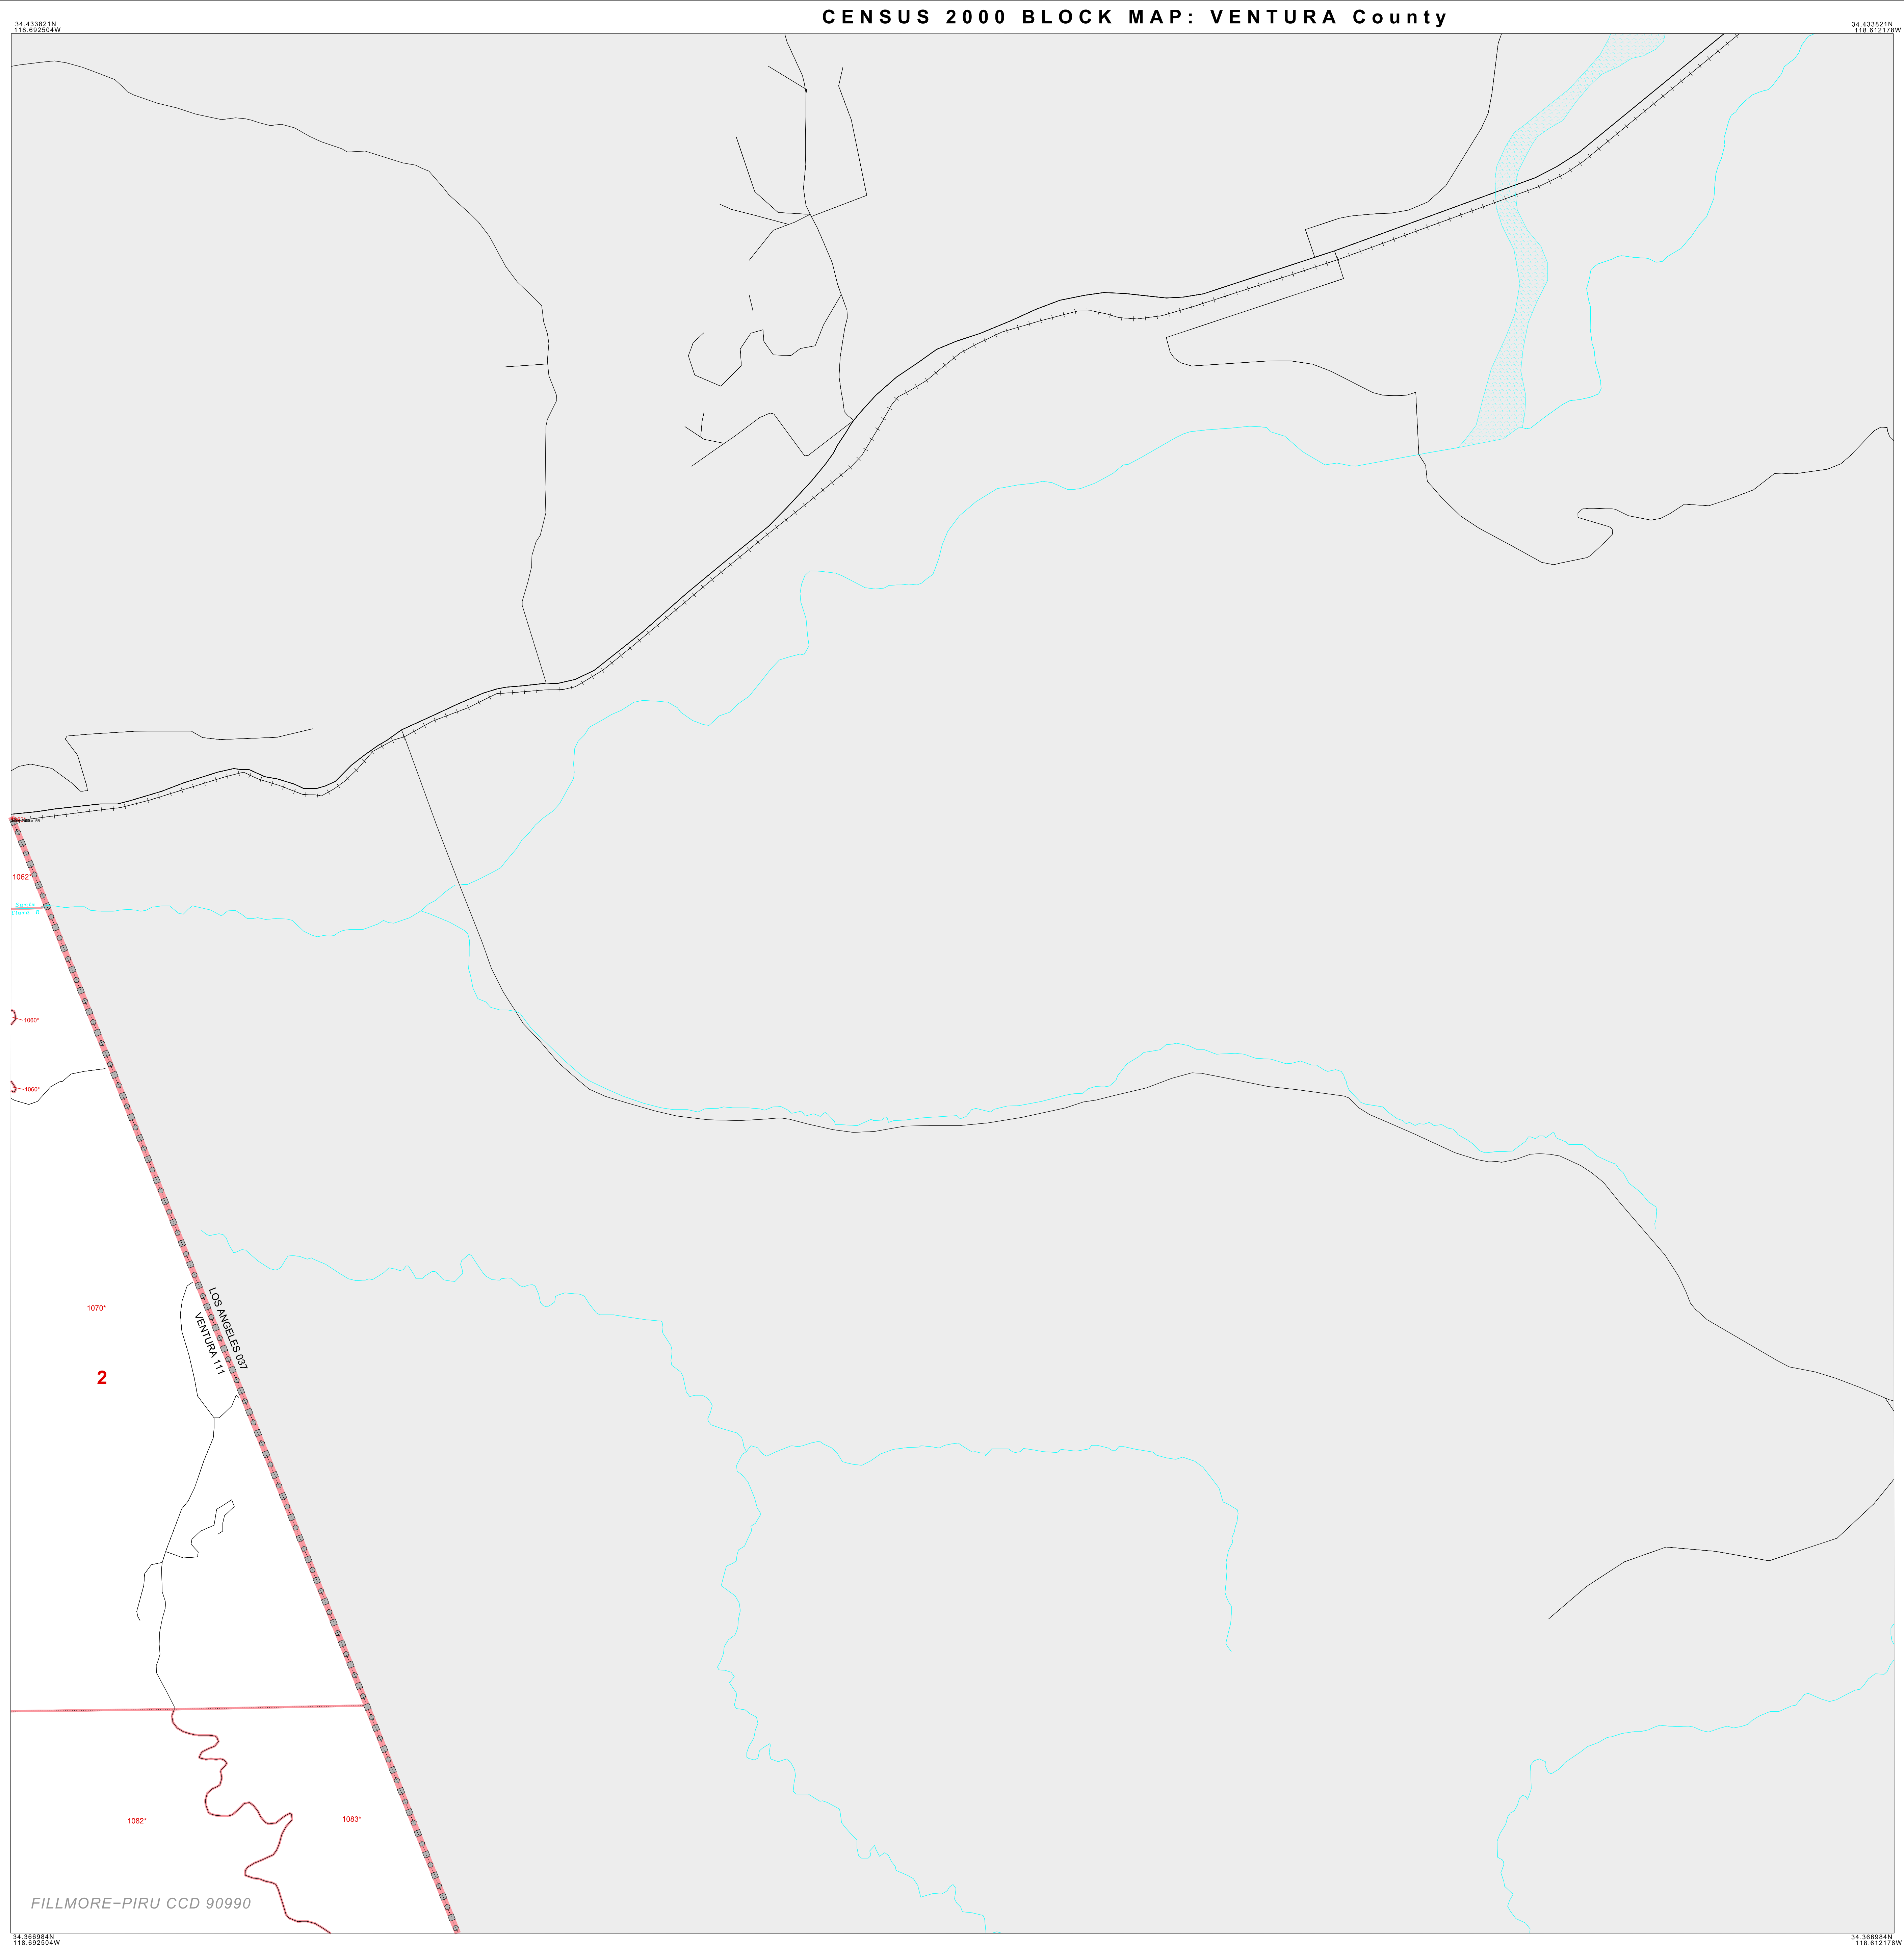 CENSUS 2000 BLOCK MAP: VENTURA County
34.433821N
118.692504W
34.433821N
118.612178W
1062*
Santa
Clara R
1080*
1060*
LOS ANGELES 037
VENTURA 111
1070*
2
1082*
1083*
FILLMORE-PIRU CCD 90990
34.366984N
118.692504W
34.366984N
118.612178W